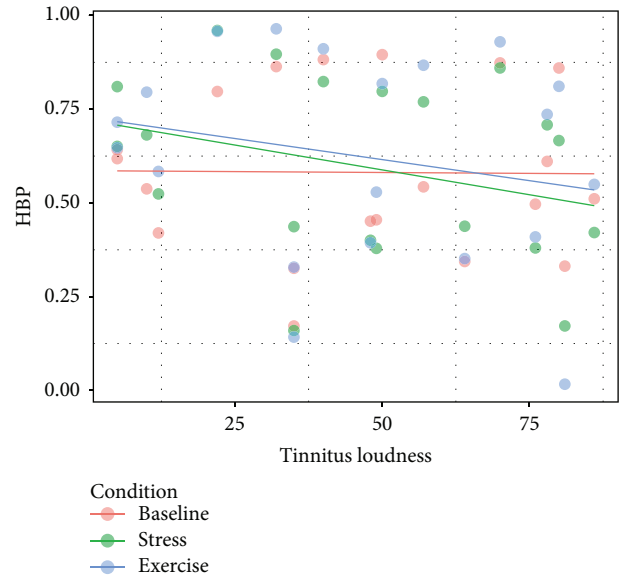 1.00
0.75
HBP
0.50
0.25
0.00
25 50 75
Tinnitus loudness
Condition
Baseline
Stress
Exercise